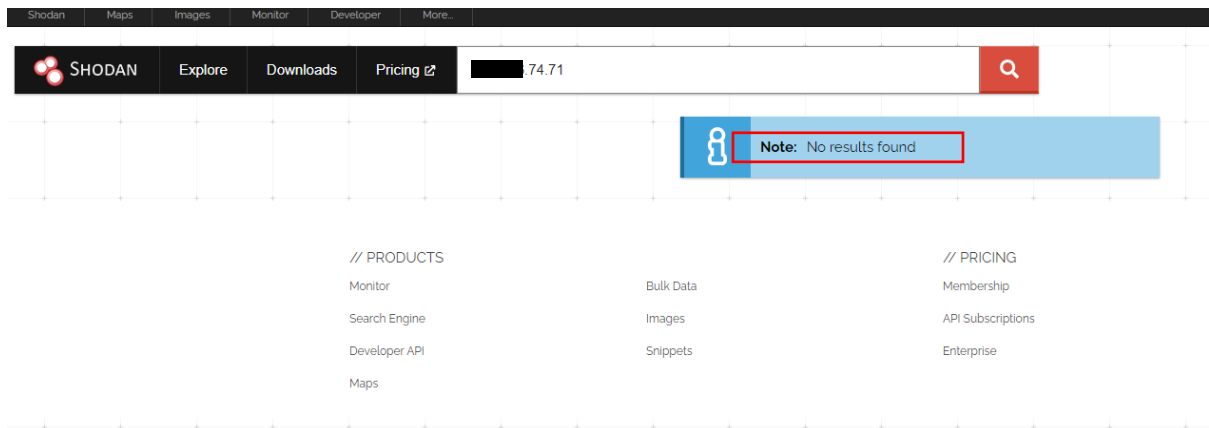 Shodan Maps Images Monitor Developer More...
SHODAN Explore Downloads Pricing .74.71
Note: No results found
// PRODUCTS // PRICING
Monitor Bulk Data Membership
Search Engine Images API Subscriptions
Developer API Snippets Enterprise
Maps